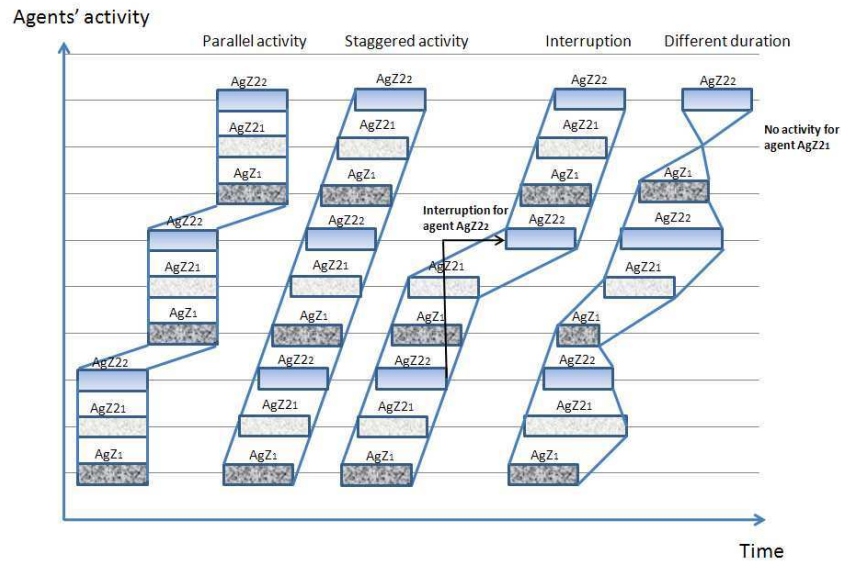 Agents' activity
Parallel activity Staggered activity Interruption Different duration
AgZ22 AgZ22 AgZ22 AgZ22
AgZ21 AgZ21 AgZ21
No activity for
agent AgZ21
AgZ1 AgZ1 AgZ1 AgZ1
Interruption for
agent AgZ22
AgZ22 AgZ22 AgZ22 AgZ22
AgZ21 AgZ21 AgZ21 AgZ21
AgZ1 AgZ1 AgZ1 AgZ1
AgZ22 AgZ22 AgZ22 AgZ22
AgZ21 AgZ21 AgZ21 AgZ21
AgZ1 AgZ1 AgZ1 AgZ1
Time